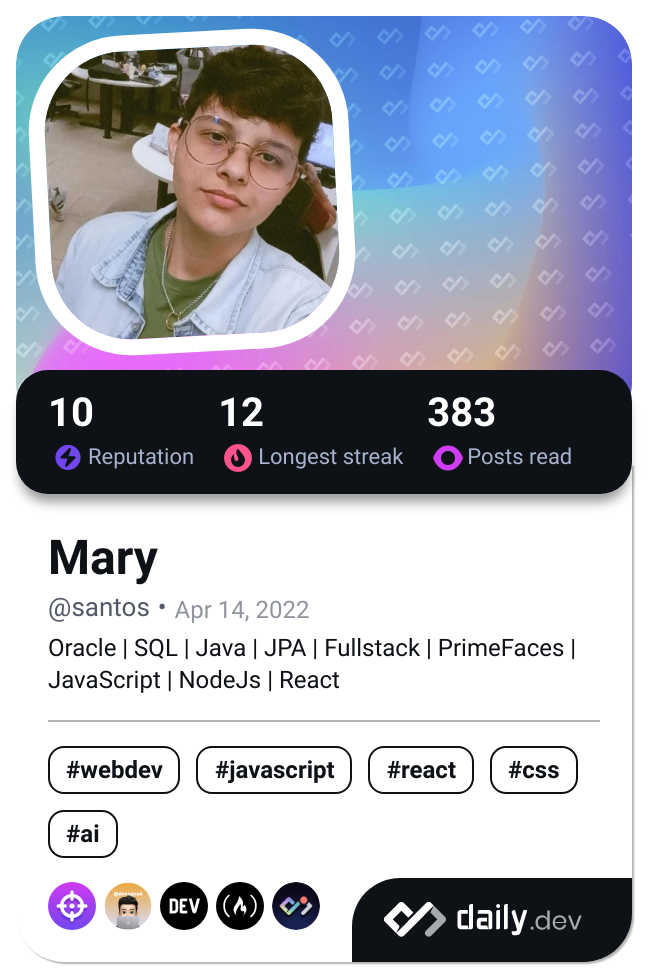 10
12
383
Reputation
Longest streak
Posts read
Mary
@santos • Apr 14, 2022
Oracle | SQL | Java | JPA | Fullstack | PrimeFaces |
JavaScript | NodeJs | React
#webdev
#javascript
#react
#css
#ai
DEV
daily.dev